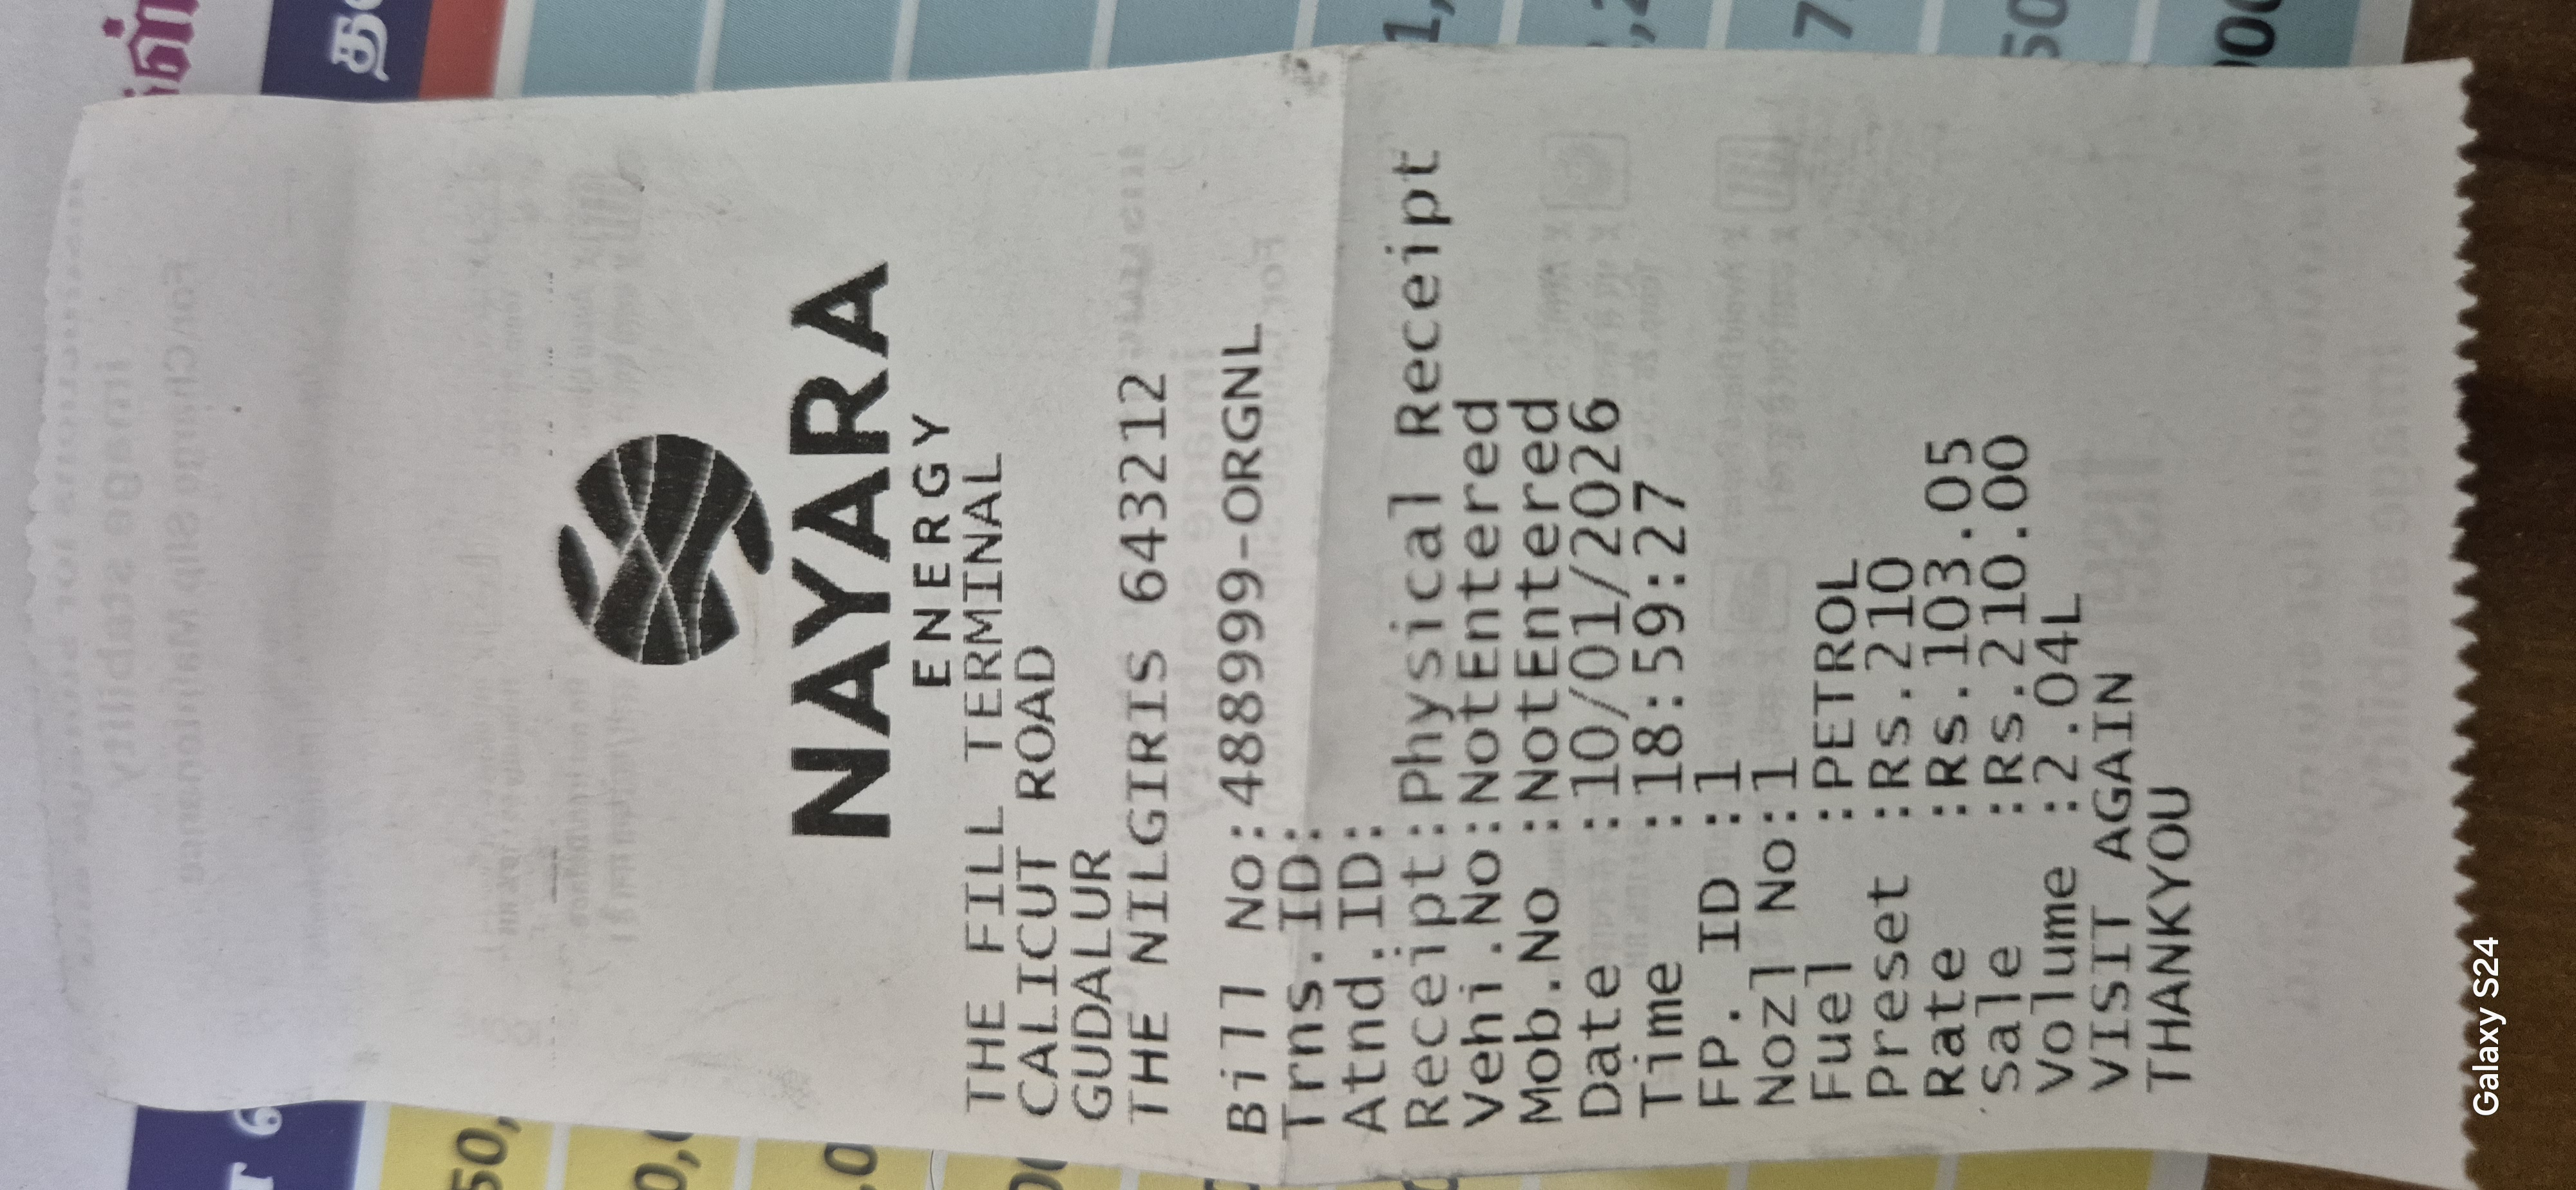 NAYARA
ENERGY
THE FILL TERMINAL
CALICUT ROAD
GUDALUR
THE NILGIRIS 643212
Bill No:488999-ORGNL
Trns.ID:
Atnd.ID:
Receipt:Physical Receipt
Vehi.No:NotEntered
Mob.No :NotEntered
Date :10/01/2026
Time :18:59:27
FP. ID :1
Nozl No:1
Fuel :PETROL
Preset :Rs.210
Rate :Rs.103.05
Sale :Rs.210.00
Volume :2.04L
VISIT AGAIN
THANKYOU
Galaxy S24